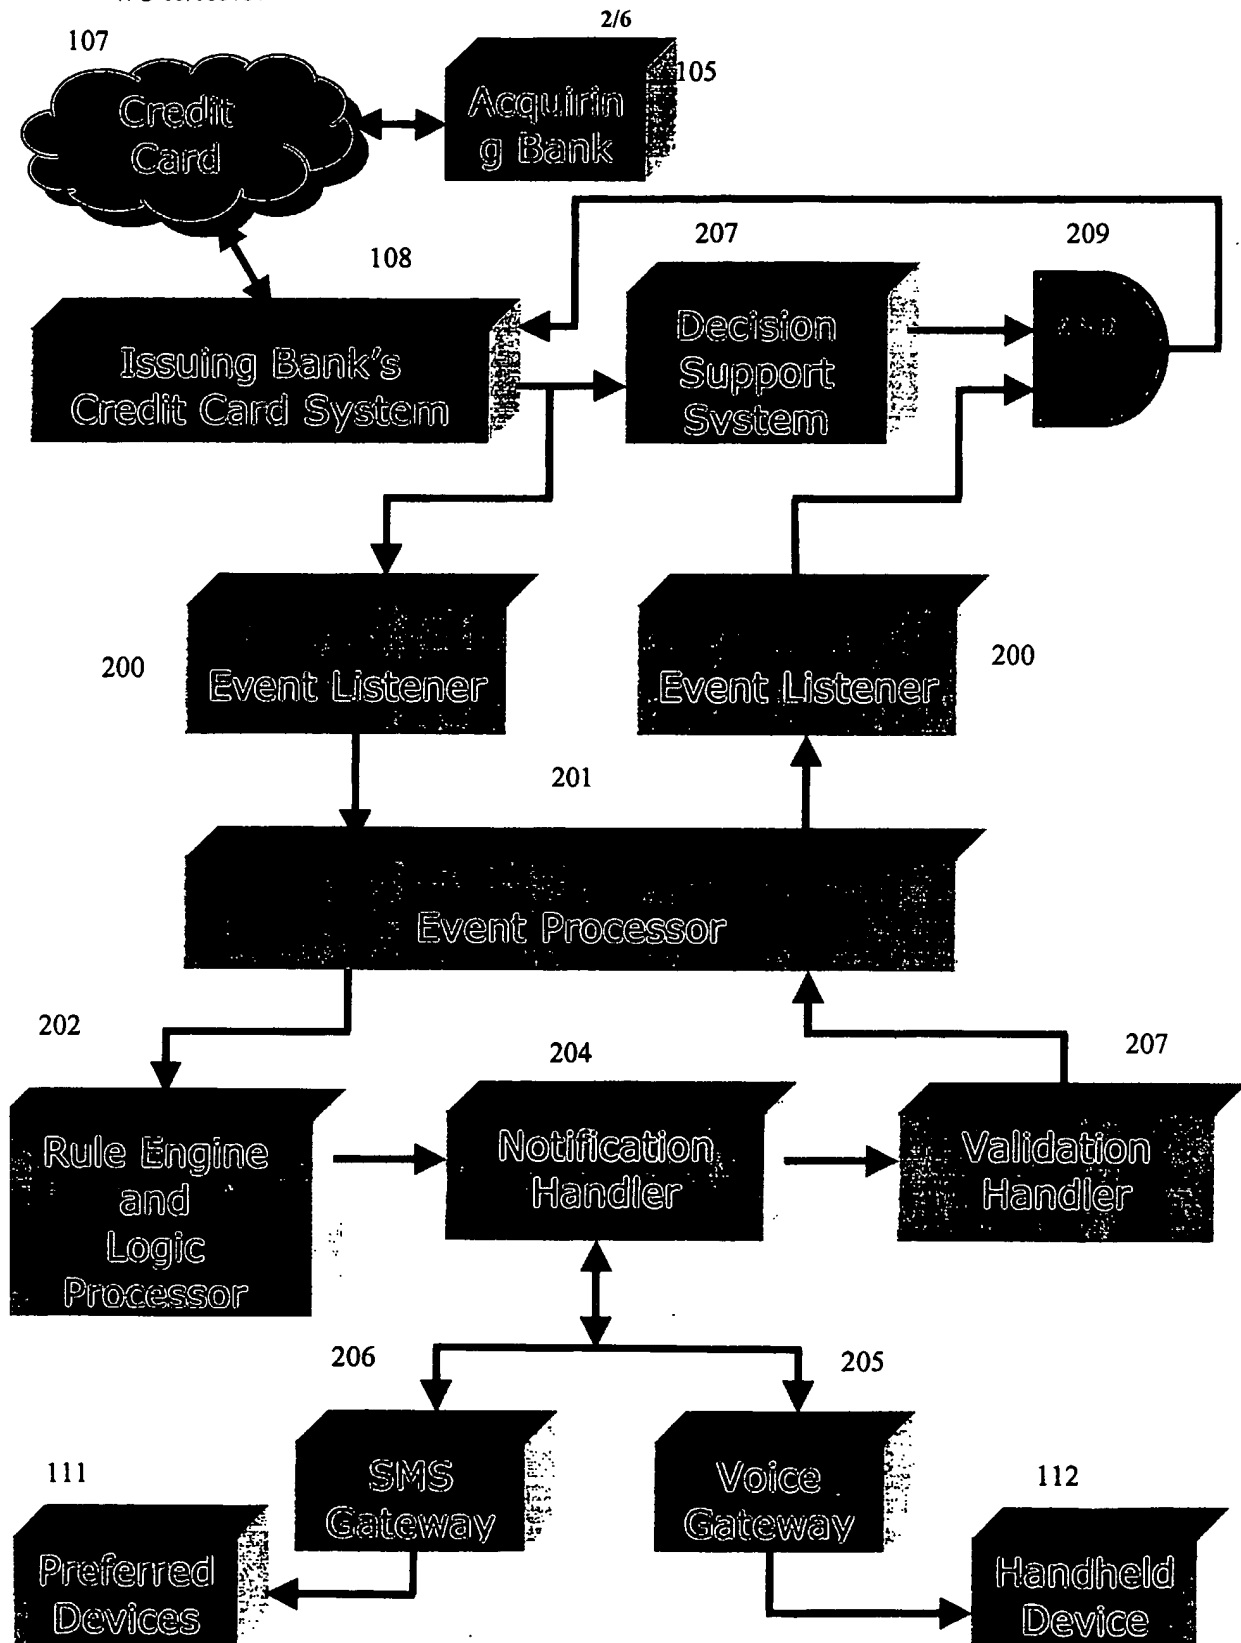 2/6
107
105
Credit
Card
Acquirin
g Bank
108
207
209
Issuing Bank's
Credit Card System
Decision
Support
System
AND
200
Event Listener
Event Listener
200
201
Event Processor
202
204
207
Rule Engine
and
Logic
Processor
Notification
Handler
Validation
Handler
206
205
SMS
Gateway
Voice
Gateway
111
112
Preferred
Devices
Handheld
Device